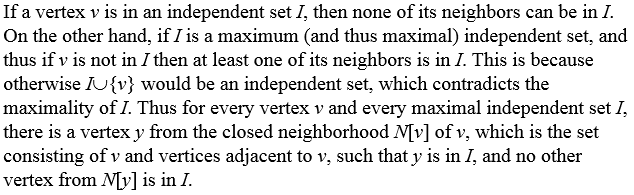 If a vertex v is in an independent set I, then none of its neighbors can be in I.
On the other hand, if I is a maximum (and thus maximal) independent set, and
thus if v is not in I then at least one of its neighbors is in I. This is because
otherwise I∪{v} would be an independent set, which contradicts the
maximality of I. Thus for every vertex v and every maximal independent set I,
there is a vertex y from the closed neighborhood N[v] of v, which is the set
consisting of v and vertices adjacent to v, such that y is in I, and no other
vertex from N[y] is in I.